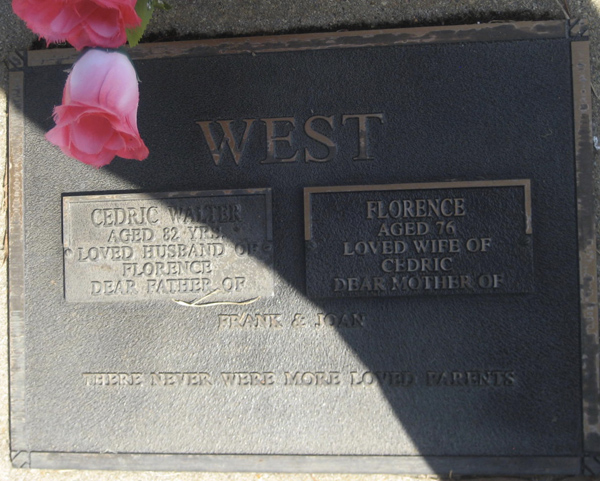 WEST
CEDRIC WALTER
AGED 82 YRS.
LOVED HUSBAND OF
FLORENCE
DEAR FATHER OF
FLORENCE
AGED 76
LOVED WIFE OF
CEDRIC
DEAR MOTHER OF
FRANK & JOAN
THERE NEVER WERE MORE LOVED PARENTS